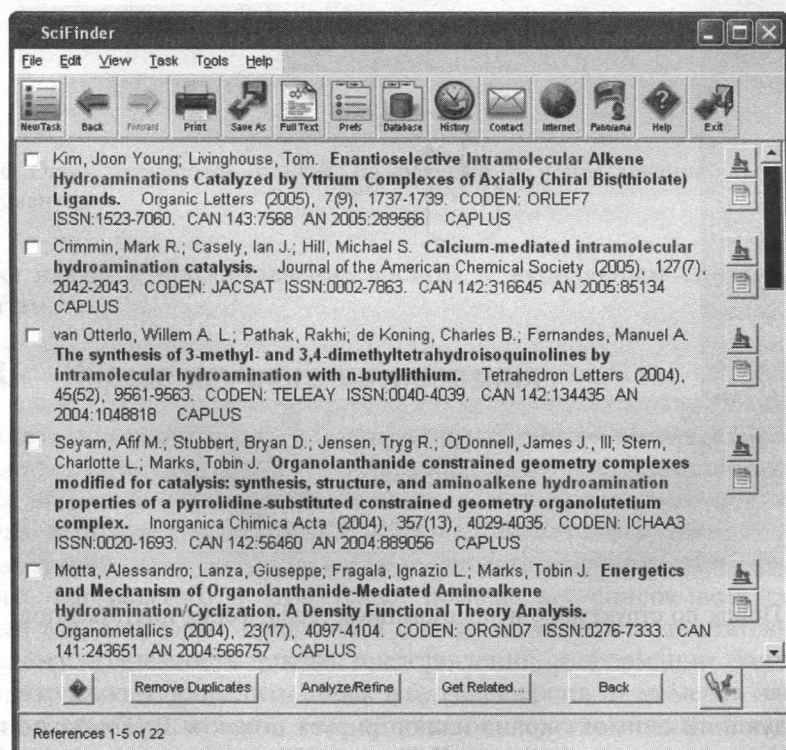 SciFinder
File Edit View Task Tools Help
New Task Back Forward Print Save As Full Text Prefs Database History Contact Internet Panorama Help Exit
Kim, Joon Young; Livinghouse, Tom. Enantioselective Intramolecular Alkene
Hydroaminations Catalyzed by Yttrium Complexes of Axially Chiral Bis(thiolate)
Ligands. Organic Letters (2005), 7(9), 1737-1739. CODEN: ORLEF7
ISSN:1523-7060. CAN 143:7568 AN 2005:289566 CAPLUS
Crimmin, Mark R.; Casely, Ian J.; Hill, Michael S. Calcium-mediated intramolecular
hydroamination catalysis. Journal of the American Chemical Society (2005), 127(7),
2042-2043. CODEN: JACSAT ISSN:0002-7863. CAN 142:316645 AN 2005:85134
CAPLUS
van Otterlo, Willem A. L.; Pathak, Rakhi; de Koning, Charles B.; Fernandes, Manuel A.
The synthesis of 3-methyl- and 3,4-dimethyltetrahydroisoquinolines by
intramolecular hydroamination with n-butyllithium. Tetrahedron Letters (2004),
45(52), 9561-9563. CODEN: TELEAY ISSN:0040-4039. CAN 142:134435 AN
2004:1048818 CAPLUS
Seyam, Afif M.; Stubbert, Bryan D.; Jensen, Tryg R.; O'Donnell, James J., III; Stern,
Charlotte L.; Marks, Tobin J. Organolanthanide constrained geometry complexes
modified for catalysis: synthesis, structure, and aminoalkene hydroamination
properties of a pyrrolidine-substituted constrained geometry organolutetium
complex. Inorganica Chimica Acta (2004), 357(13), 4029-4035. CODEN: ICHAA3
ISSN:0020-1693. CAN 142:56460 AN 2004:889056 CAPLUS
Motta, Alessandro; Lanza, Giuseppe; Fragala, Ignazio L.; Marks, Tobin J. Energetics
and Mechanism of Organolanthanide-Mediated Aminoalkene
Hydroamination/Cyclization. A Density Functional Theory Analysis.
Organometallics (2004), 23(17), 4097-4104. CODEN: ORGND7 ISSN:0276-7333. CAN
141:243651 AN 2004:566757 CAPLUS
Remove Duplicates Analyze/Refine Get Related... Back
References 1-5 of 22